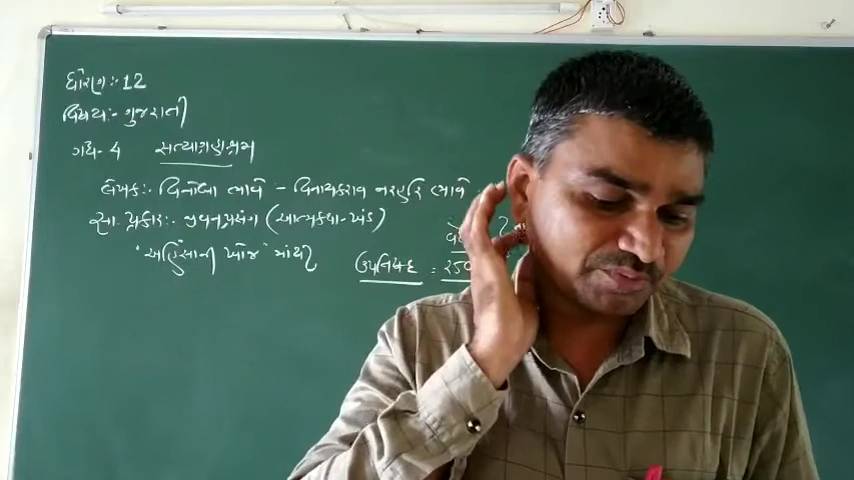 ધોરણ :- 12
વિષય :- ગુજરાતી
ગદ્ય - 4 સત્યાગ્રહાશ્રમ
લેખક :- વિનોબા ભાવે - વિનાયકરાવ નરહરિ ભાવે
સા. પ્રકાર :- જીવનપ્રસંગ (આત્મકથા-ખંડ)
'અહિંસાની ખોજ' માંથી
ઉપનિષદ =